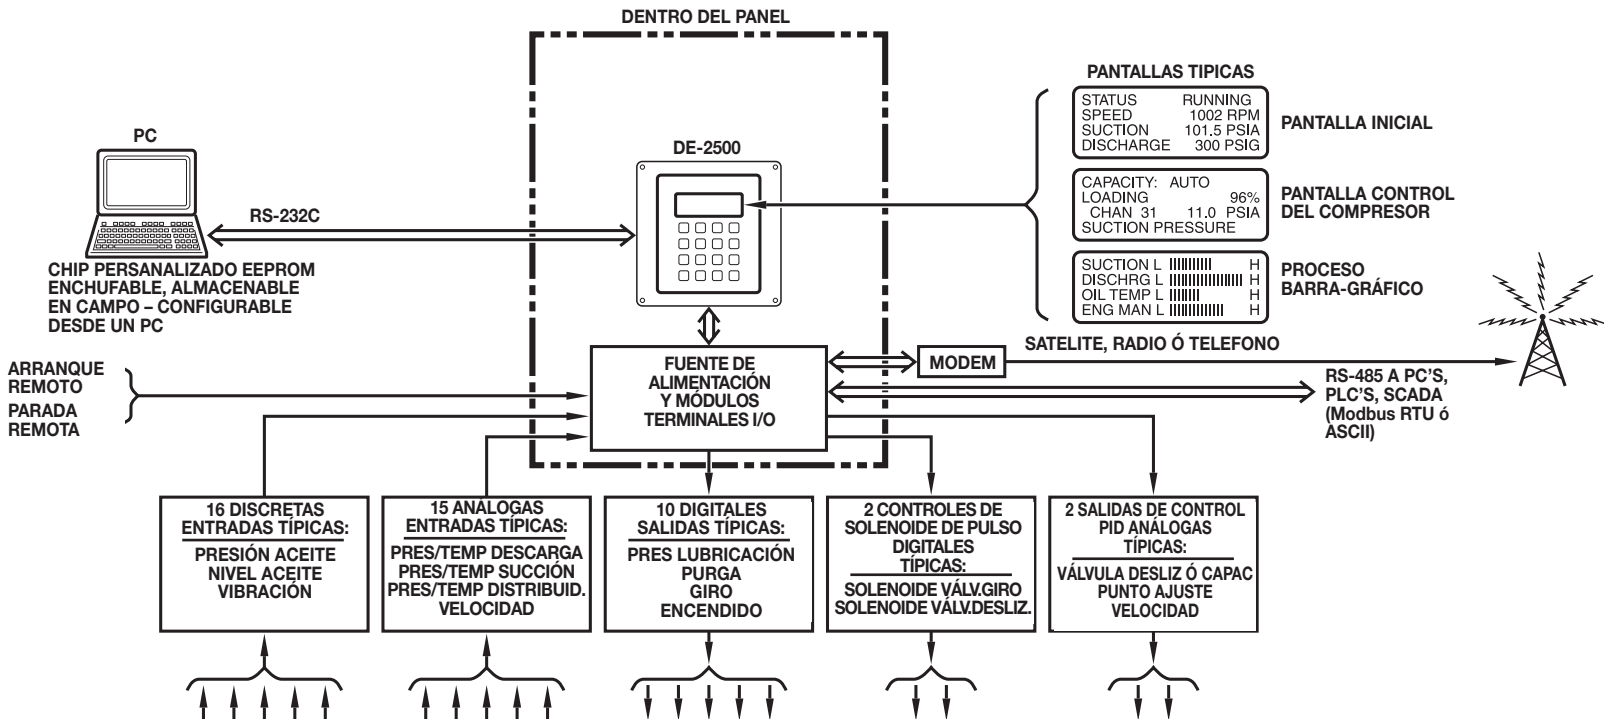 DENTRO DEL PANEL
PC
RS-232C
CHIP PERSANALIZADO EEPROM
ENCHUFABLE, ALMACENABLE
EN CAMPO – CONFIGURABLE
DESDE UN PC
DE-2500
PANTALLAS TIPICAS
STATUS RUNNING
SPEED 1002 RPM
SUCTION 101.5 PSIA
DISCHARGE 300 PSIG
PANTALLA INICIAL
CAPACITY: AUTO
LOADING 96%
CHAN 31 11.0 PSIA
SUCTION PRESSURE
PANTALLA CONTROL
DEL COMPRESOR
SUCTION L H
DISCHRG L H
OIL TEMP L H
ENG MAN L H
PROCESO
BARRA-GRÁFICO
ARRANQUE
REMOTO
PARADA
REMOTA
FUENTE DE
ALIMENTACIÓN
Y MÓDULOS
TERMINALES I/O
MODEM
SATELITE, RADIO Ó TELEFONO
RS-485 A PC'S,
PLC'S, SCADA
(Modbus RTU ó
ASCII)
16 DISCRETAS
ENTRADAS TÍPICAS:
PRESIÓN ACEITE
NIVEL ACEITE
VIBRACIÓN
15 ANÁLOGAS
ENTRADAS TÍPICAS:
PRES/TEMP DESCARGA
PRES/TEMP SUCCIÓN
PRES/TEMP DISTRIBUID.
VELOCIDAD
10 DIGITALES
SALIDAS TÍPICAS:
PRES LUBRICACIÓN
PURGA
GIRO
ENCENDIDO
2 CONTROLES DE
SOLENOIDE DE PULSO
DIGITALES
TÍPICAS:
SOLENOIDE VÁLV.GIRO
SOLENOIDE VÁLV.DESLIZ.
2 SALIDAS DE CONTROL
PID ANÁLOGAS
TÍPICAS:
VÁLVULA DESLIZ Ó CAPAC
PUNTO AJUSTE
VELOCIDAD